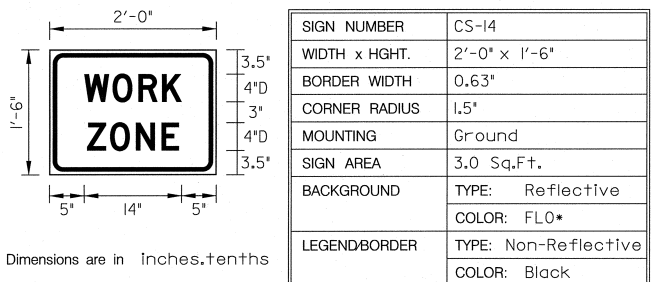 2'-0"
1'-6"
WORK
ZONE
3.5"
4"D
3"
4"D
3.5"
5" 14" 5"
Dimensions are in inches.tenths
SIGN NUMBER CS-14
WIDTH x HGHT. 2'-0" x 1'-6"
BORDER WIDTH 0.63"
CORNER RADIUS 1.5"
MOUNTING Ground
SIGN AREA 3.0 Sq.Ft.
BACKGROUND TYPE: Reflective
COLOR: FLO*
LEGEND/BORDER TYPE: Non-Reflective
COLOR: Black